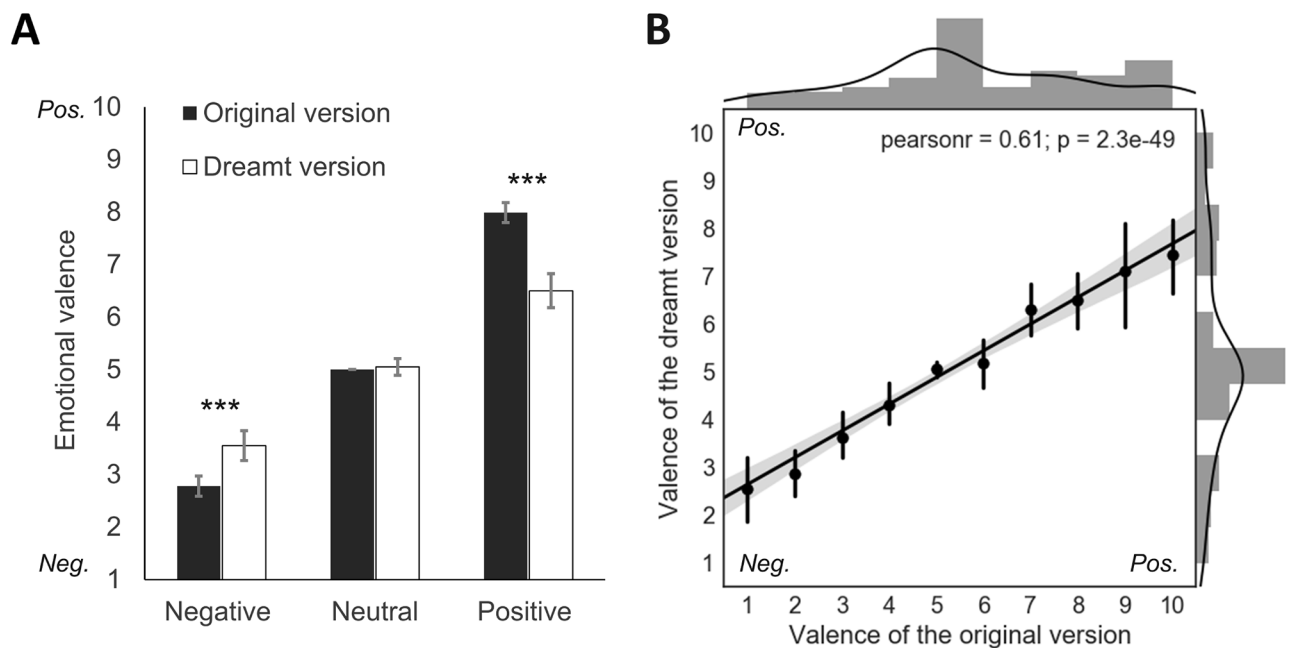 A
Pos.
10
9
8
7
6
5
4
3
2
1
Neg.
Emotional valence
Original version
Dreamt version
***
***
Negative
Neutral
Positive
B
Pos.
pearsonr = 0.61; p = 2.3e-49
10
9
8
7
6
5
4
3
2
1
Valence of the dreamt version
Neg.
Pos.
1 2 3 4 5 6 7 8 9 10
Valence of the original version